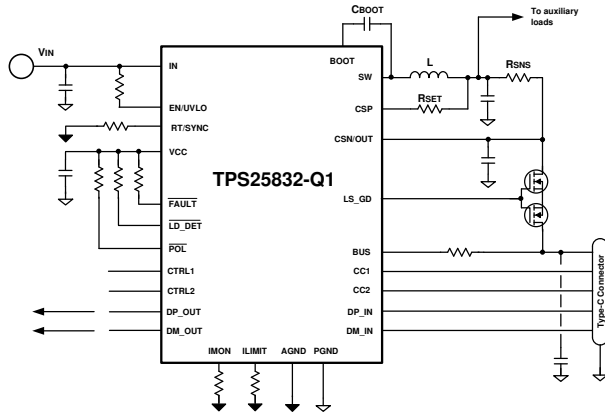 CBOOT
To auxiliary
loads
VIN
IN
BOOT
SW
L
RSNS
EN/UVLO
CSP
RSET
RT/SYNC
CSN/OUT
VCC
TPS25832-Q1
FAULT
LS_GD
LD_DET
POL
BUS
CTRL1
CC1
CTRL2
CC2
DP_OUT
DP_IN
DM_OUT
DM_IN
Type-C Connector
IMON
ILIMIT
AGND
PGND